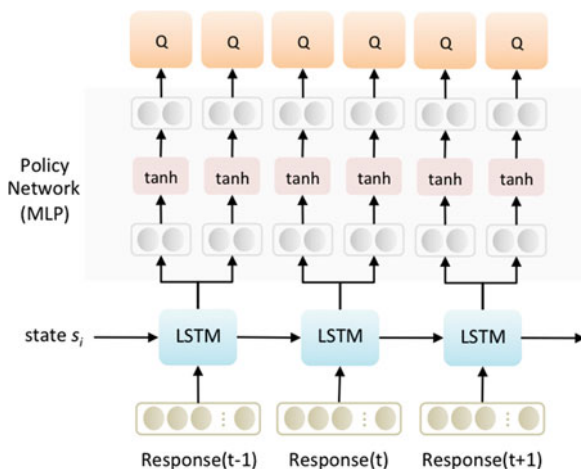 Q Q Q Q Q Q
Policy
Network
(MLP)
tanh tanh tanh tanh tanh tanh
state s_i
LSTM LSTM LSTM
Response(t-1) Response(t) Response(t+1)